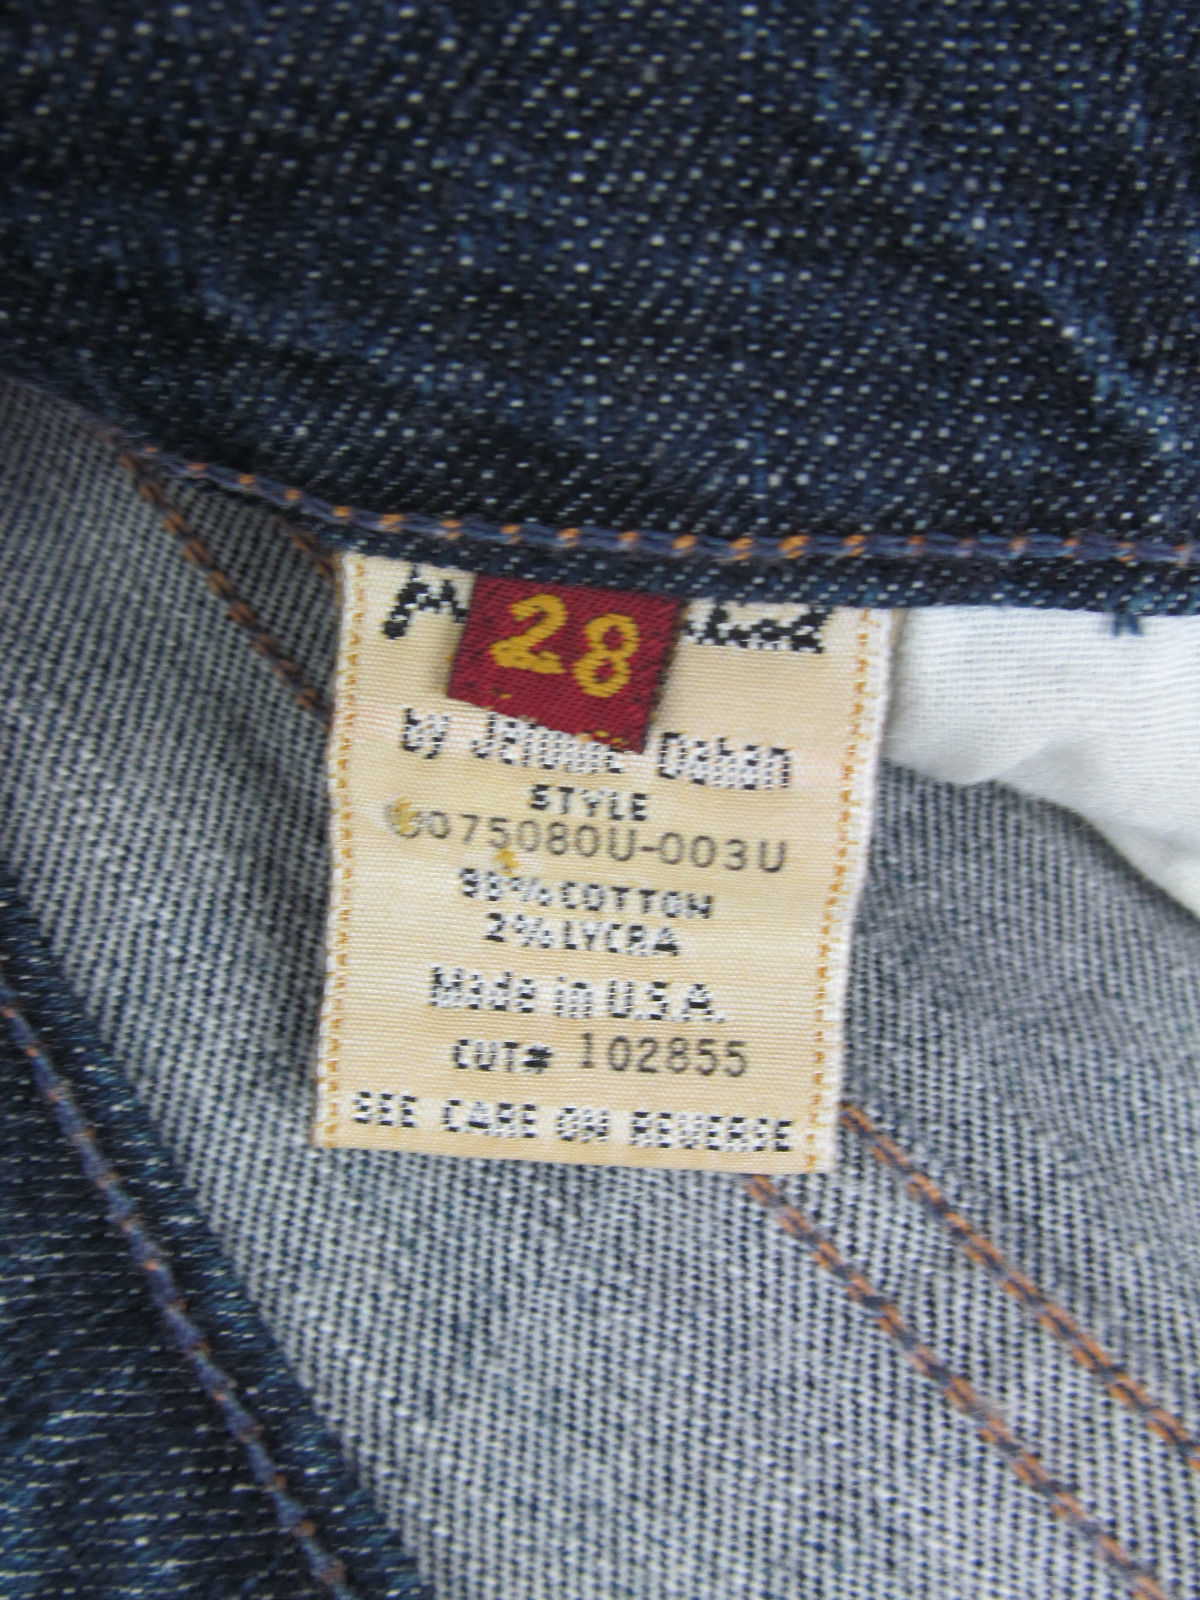 28
by Jerome Dahan
STYLE
075080U-003U
98% COTTON
2% LYCRA
Made in U.S.A.
CUT# 102855
SEE CARE ON REVERSE